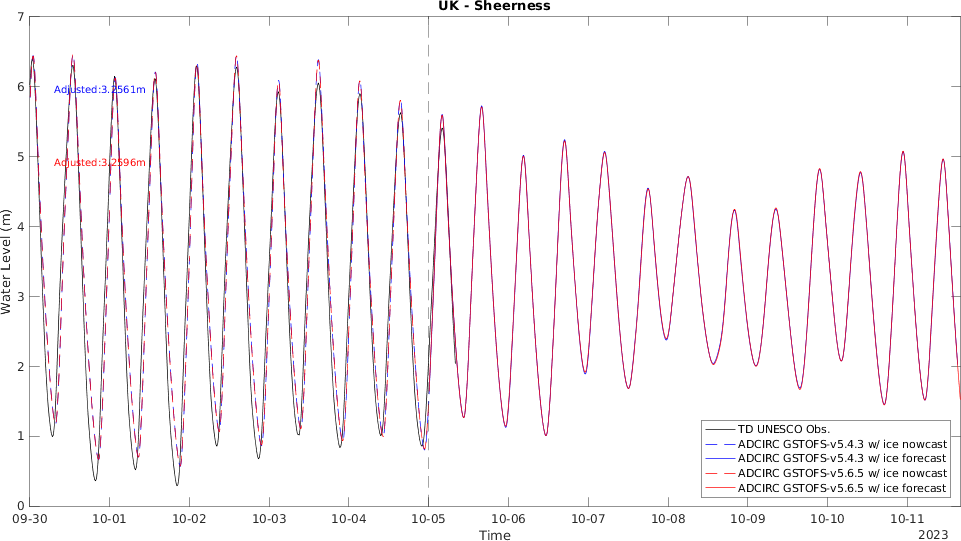 UK - Sheerness
7
6
5
4
3
2
1
0
Water Level (m)
Adjusted:3.2561m
Adjusted:3.2596m
TD UNESCO Obs.
ADCIRC GSTOFS-v5.4.3 w/ ice nowcast
ADCIRC GSTOFS-v5.4.3 w/ ice forecast
ADCIRC GSTOFS-v5.6.5 w/ ice nowcast
ADCIRC GSTOFS-v5.6.5 w/ ice forecast
09-30 10-01 10-02 10-03 10-04 10-05 10-06 10-07 10-08 10-09 10-10 10-11
Time
2023